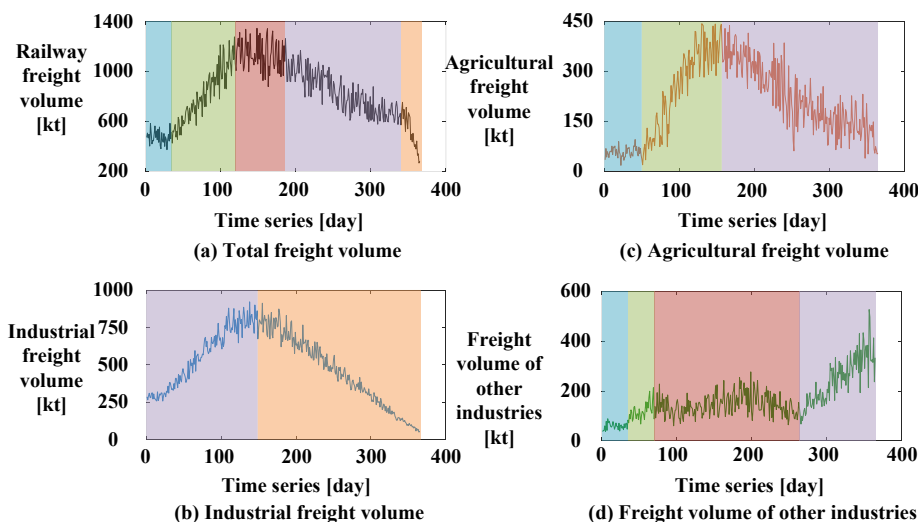 Railway
freight
volume
[kt]
1400
1000
600
200
0 100 200 300 400
Time series [day]
(a) Total freight volume
Agricultural
freight
volume
[kt]
450
300
150
0
0 100 200 300 400
Time series [day]
(c) Agricultural freight volume
Industrial
freight
volume
[kt]
1000
750
500
250
0
0 100 200 300 400
Time series [day]
(b) Industrial freight volume
Freight
volume of
other
industries
[kt]
600
400
200
0
0 100 200 300 400
Time series [day]
(d) Freight volume of other industries